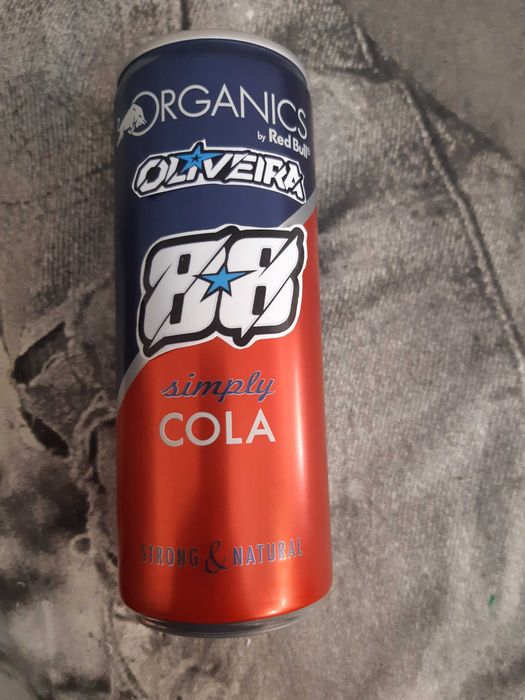 ORGANICS
by Red Bull
OLIVEIRA
88
simply
COLA
STRONG & NATURAL